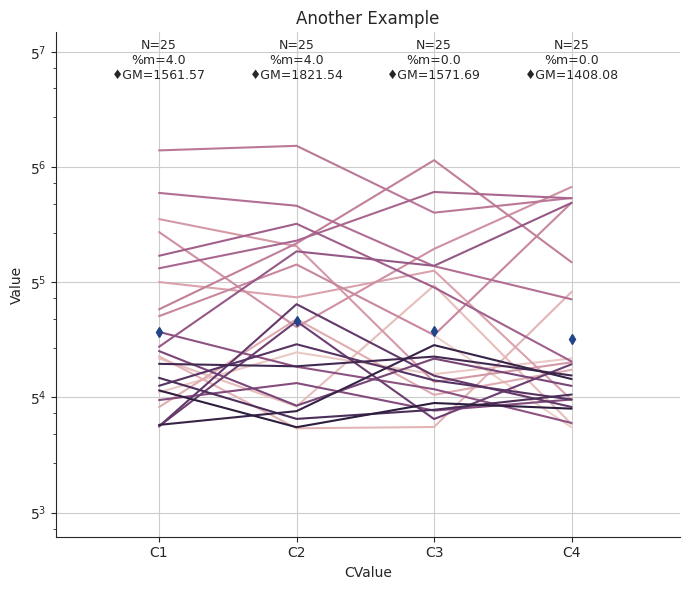 Another Example
N=25 N=25 N=25 N=25
%m=4.0 %m=4.0 %m=0.0 %m=0.0
♦GM=1561.57 ♦GM=1821.54 ♦GM=1571.69 ♦GM=1408.08
5⁷
5⁶
5⁵
5⁴
5³
Value
C1 C2 C3 C4
CValue